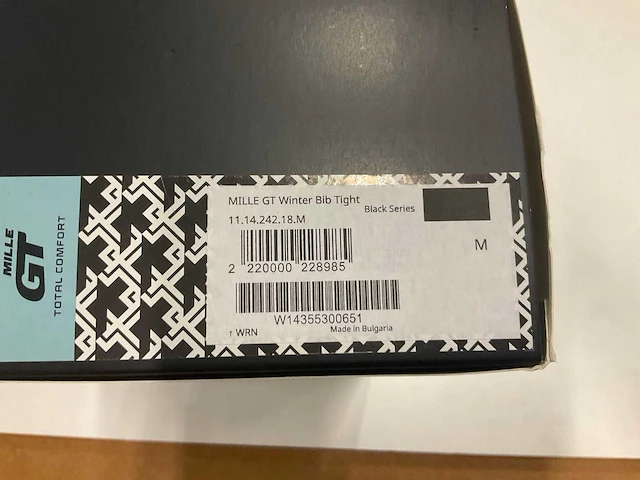 MILLE
GT
TOTAL COMFORT
MILLE GT Winter Bib Tight
Black Series
11.14.242.18.M
M
2 220000 228985
W14355300651
↑ WRN
Made In Bulgaria